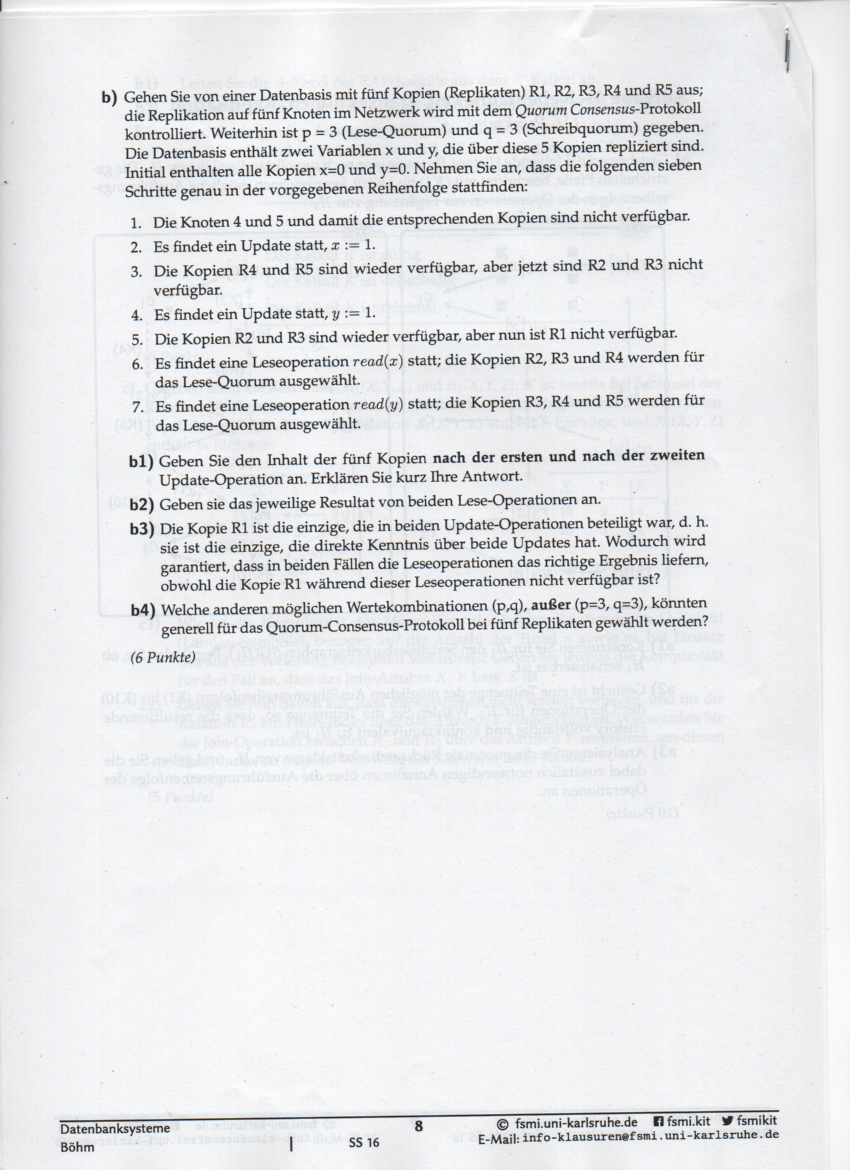 b) Gehen Sie von einer Datenbasis mit fünf Kopien (Replikaten) R1, R2, R3, R4 und R5 aus;
die Replikation auf fünf Knoten im Netzwerk wird mit dem Quorum Consensus-Protokoll
kontrolliert. Weiterhin ist p = 3 (Lese-Quorum) und q = 3 (Schreibquorum) gegeben.
Die Datenbasis enthält zwei Variablen x und y, die über diese 5 Kopien repliziert sind.
Initial enthalten alle Kopien x=0 und y=0. Nehmen Sie an, dass die folgenden sieben
Schritte genau in der vorgegebenen Reihenfolge stattfinden:
1. Die Knoten 4 und 5 und damit die entsprechenden Kopien sind nicht verfügbar.
2. Es findet ein Update statt, x := 1.
3. Die Kopien R4 und R5 sind wieder verfügbar, aber jetzt sind R2 und R3 nicht
verfügbar.
4. Es findet ein Update statt, y := 1.
5. Die Kopien R2 und R3 sind wieder verfügbar, aber nun ist R1 nicht verfügbar.
6. Es findet eine Leseoperation read(x) statt; die Kopien R2, R3 und R4 werden für
das Lese-Quorum ausgewählt.
7. Es findet eine Leseoperation read(y) statt; die Kopien R3, R4 und R5 werden für
das Lese-Quorum ausgewählt.
b1) Geben Sie den Inhalt der fünf Kopien nach der ersten und nach der zweiten
Update-Operation an. Erklären Sie kurz Ihre Antwort.
b2) Geben sie das jeweilige Resultat von beiden Lese-Operationen an.
b3) Die Kopie R1 ist die einzige, die in beiden Update-Operationen beteiligt war, d. h.
sie ist die einzige, die direkte Kenntnis über beide Updates hat. Wodurch wird
garantiert, dass in beiden Fällen die Leseoperationen das richtige Ergebnis liefern,
obwohl die Kopie R1 während dieser Leseoperationen nicht verfügbar ist?
b4) Welche anderen möglichen Wertekombinationen (p,q), außer (p=3, q=3), könnten
generell für das Quorum-Consensus-Protokoll bei fünf Replikaten gewählt werden?
(6 Punkte)
Datenbanksysteme 8 © fsmi.uni-karlsruhe.de fsmi.kit fsmikit
Böhm | SS 16 E-Mail: info-klausuren@fsmi.uni-karlsruhe.de